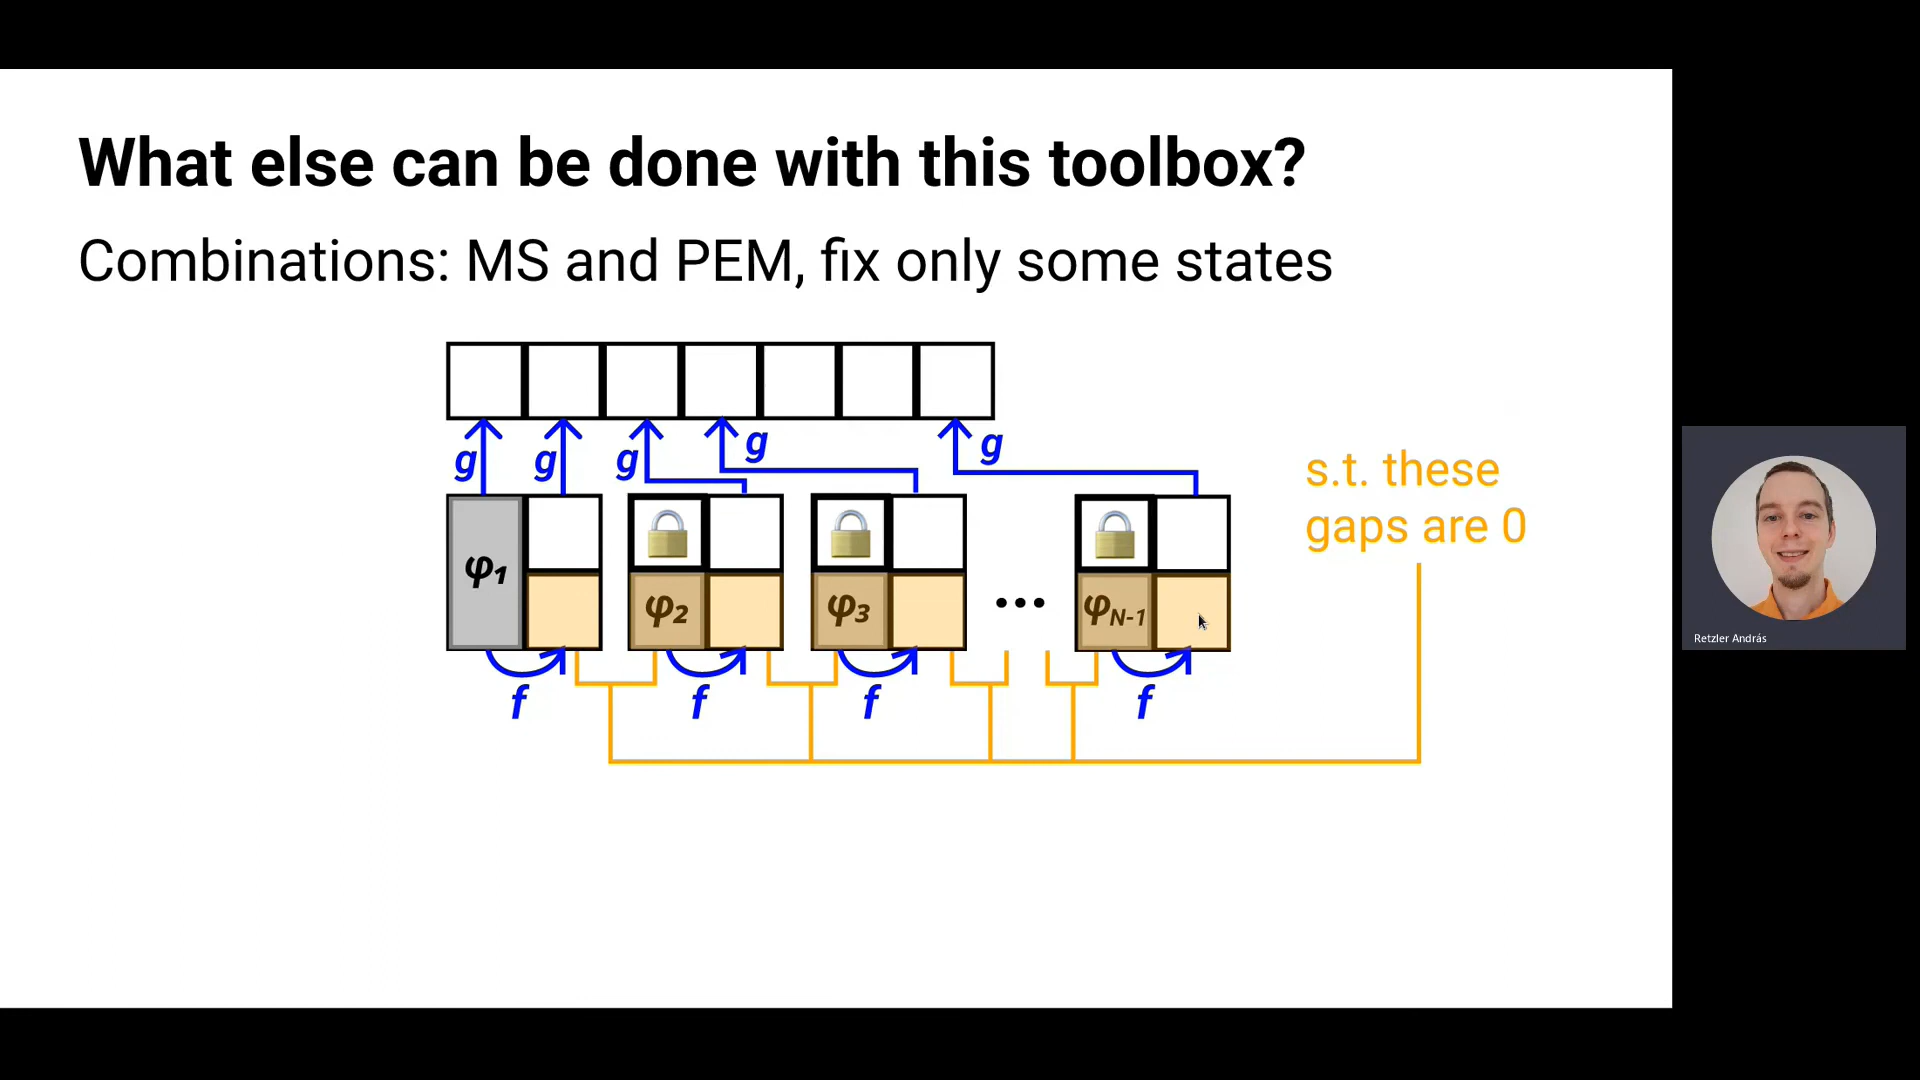 What else can be done with this toolbox?
Combinations: MS and PEM, fix only some states
g
g
g
g
g
s.t. these
gaps are 0
φ₁
φ₂
φ₃
...
φN-1
f
f
f
f
Retzler András